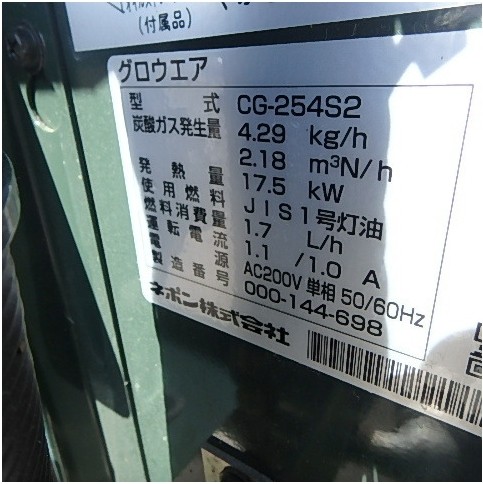 (付属品)
グロウエア
型式 CG-254S2
炭酸ガス発生量 4.29 kg/h
2.18 m³N/h
発熱量 17.5 kW
使用燃料 JIS1号灯油
燃料消費量 1.7 L/h
運転電流 1.1 /1.0 A
電源 AC200V 単相 50/60Hz
製造番号 000-144-698
ネポン株式会社